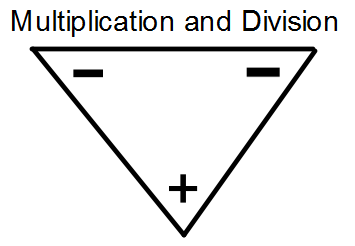 Multiplication and Division
− −
+